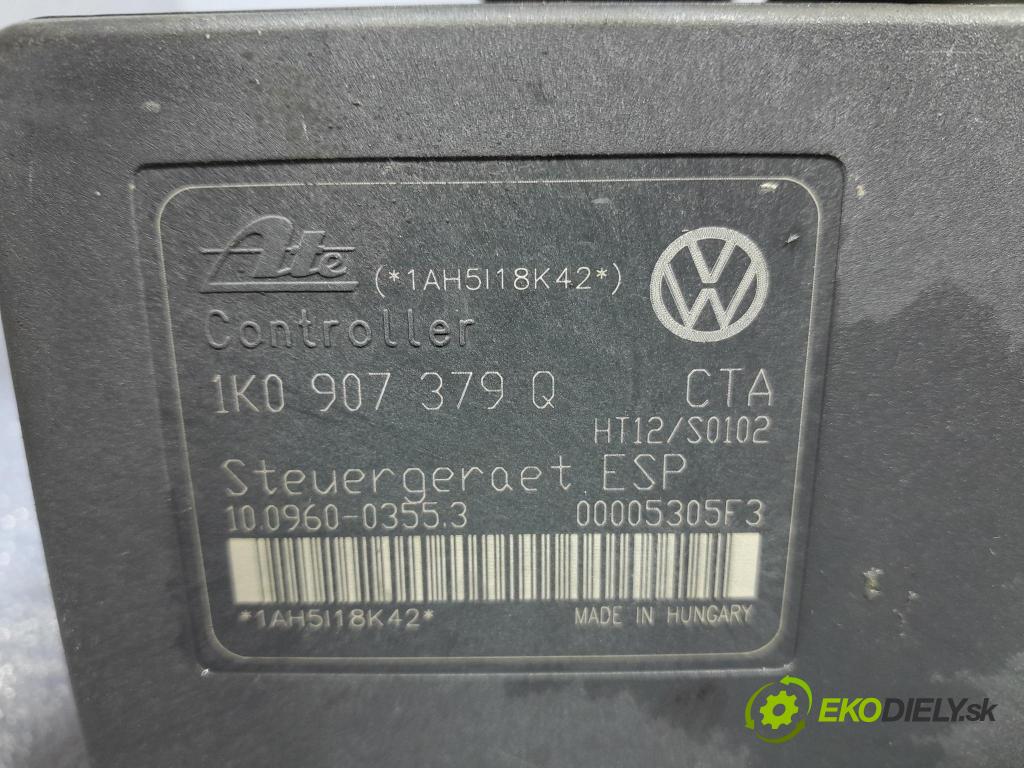 Ate (*1AH5I18K42*)
Controller
1K0 907 379 Q CTA
HT12/S0102
Steuergeraet ESP
10.0960-0355.3 00005305F3
*1AH5I18K42* MADE IN HUNGARY
EKODIELY.sk